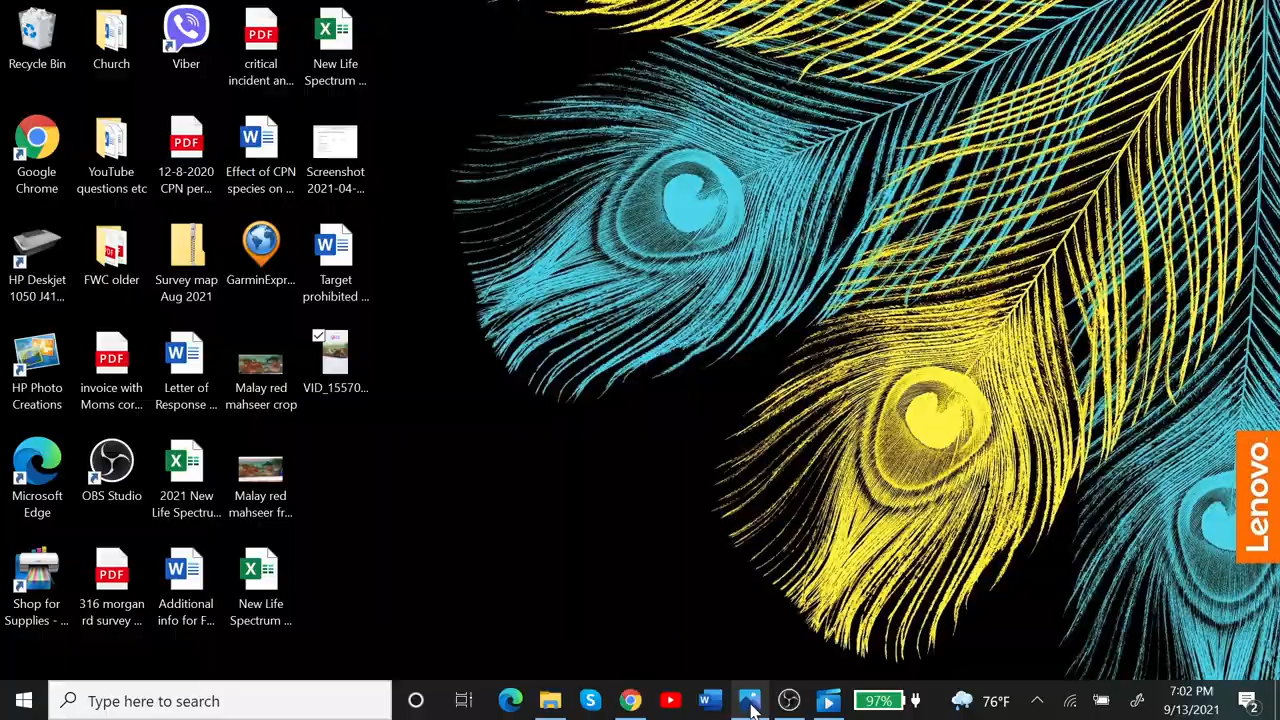 Recycle Bin
Church
Viber
PDF
critical
incident an...
New Life
Spectrum ...
Google
Chrome
YouTube
questions etc
PDF
12-8-2020
CPN per...
W
Effect of CPN
species on ...
Screenshot
2021-04-...
HP Deskjet
1050 J41...
FWC older
Survey map
Aug 2021
GarminExpr...
W
Target
prohibited ...
HP Photo
Creations
PDF
invoice with
Moms cor...
W
Letter of
Response ...
Malay red
mahseer crop
VID_15570...
Microsoft
Edge
OBS Studio
2021 New
Life Spectru...
Malay red
mahseer fr...
Shop for
Supplies - ...
PDF
316 morgan
rd survey ...
W
Additional
info for F...
New Life
Spectrum ...
Lenovo
Type here to search
97%
76°F
7:02 PM
9/13/2021
2